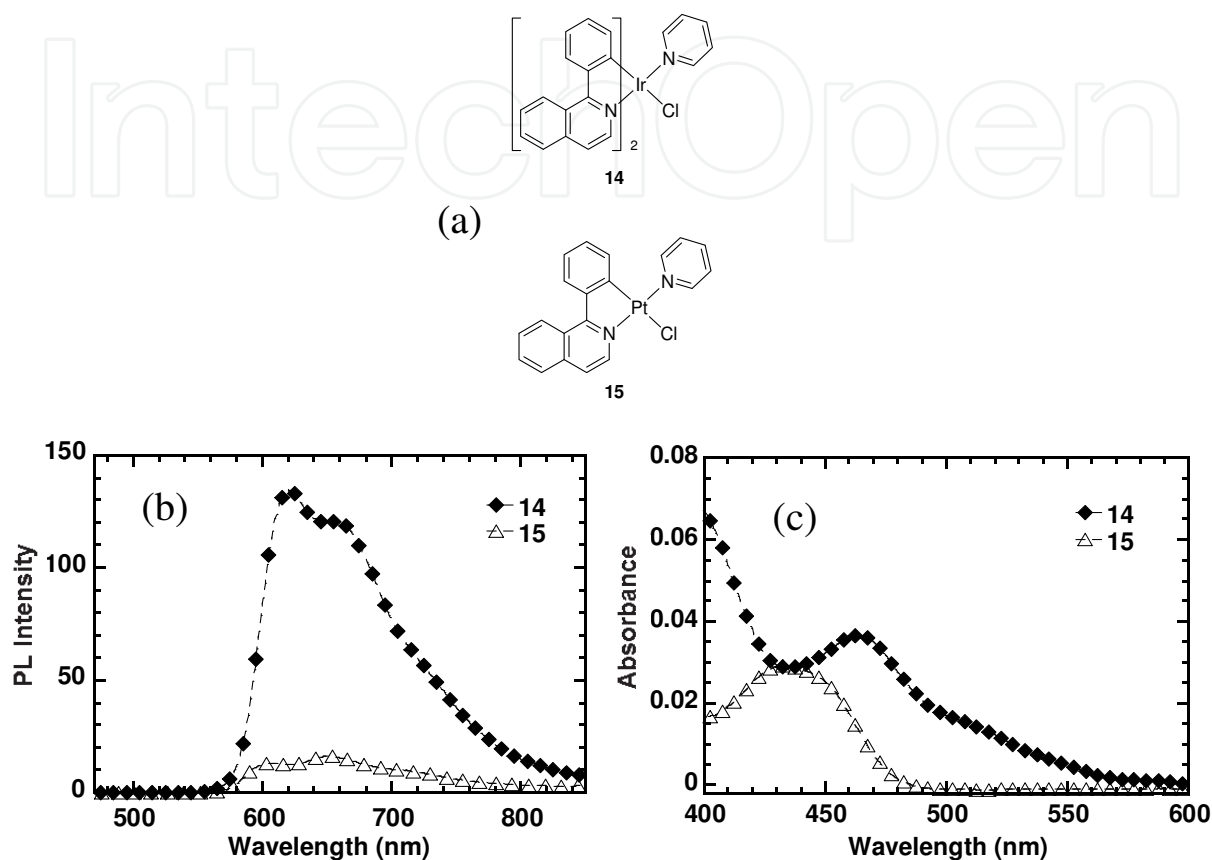 IntechOpen
N
Ir
N
Cl
2
14
(a)
N
Pt
N
Cl
15
150
100
50
0
PL Intensity
(b)
14
15
500 600 700 800
Wavelength (nm)
0.08
0.06
0.04
0.02
0
Absorbance
(c)
14
15
400 450 500 550 600
Wavelength (nm)